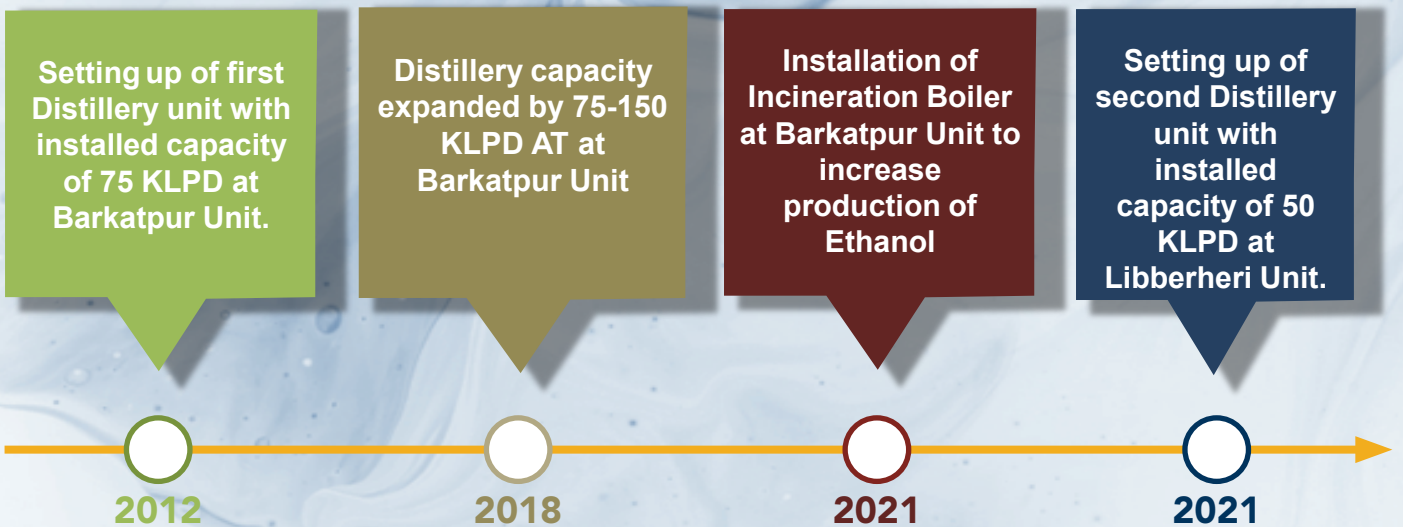 Setting up of first
Distillery unit with
installed capacity
of 75 KLPD at
Barkatpur Unit.
Distillery capacity
expanded by 75-150
KLPD AT at
Barkatpur Unit
Installation of
Incineration Boiler
at Barkatpur Unit to
increase
production of
Ethanol
Setting up of
second Distillery
unit with
installed
capacity of 50
KLPD at
Libberheri Unit.
2012
2018
2021
2021